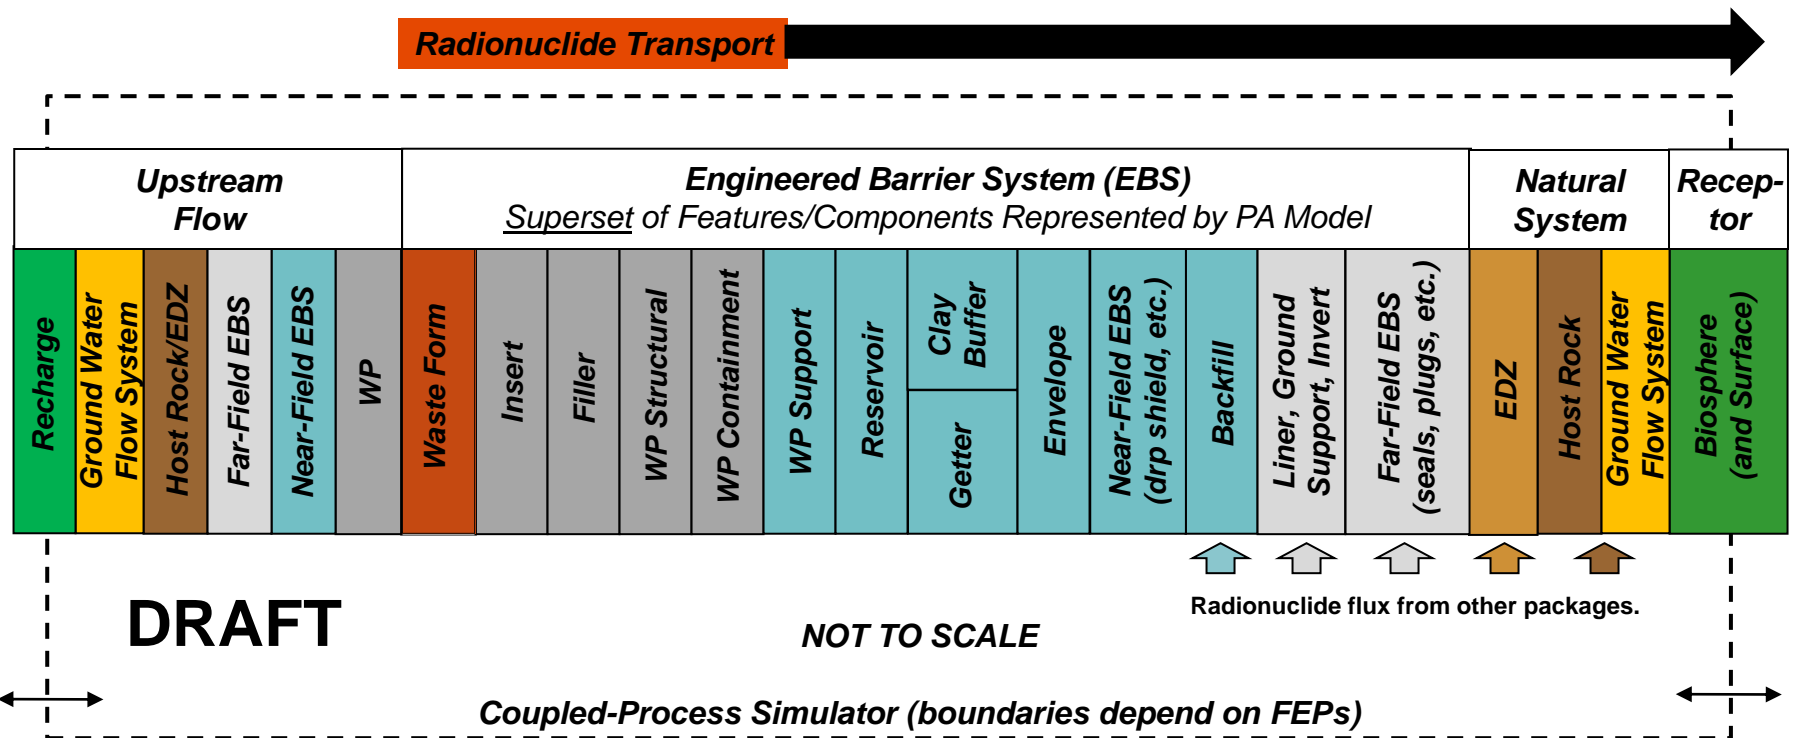 Radionuclide Transport
Upstream
Flow
Engineered Barrier System (EBS)
Superset of Features/Components Represented by PA Model
Natural
System
Recep-
tor
Recharge
Ground Water
Flow System
Host Rock/EDZ
Far-Field EBS
Near-Field EBS
WP
Waste Form
Insert
Filler
WP Structural
WP Containment
WP Support
Reservoir
Clay
Buffer
Getter
Envelope
Near-Field EBS
(drp shield, etc.)
Backfill
Liner, Ground
Support, Invert
Far-Field EBS
(seals, plugs, etc.)
EDZ
Host Rock
Ground Water
Flow System
Biosphere
(and Surface)
Radionuclide flux from other packages.
DRAFT
NOT TO SCALE
Coupled-Process Simulator (boundaries depend on FEPs)